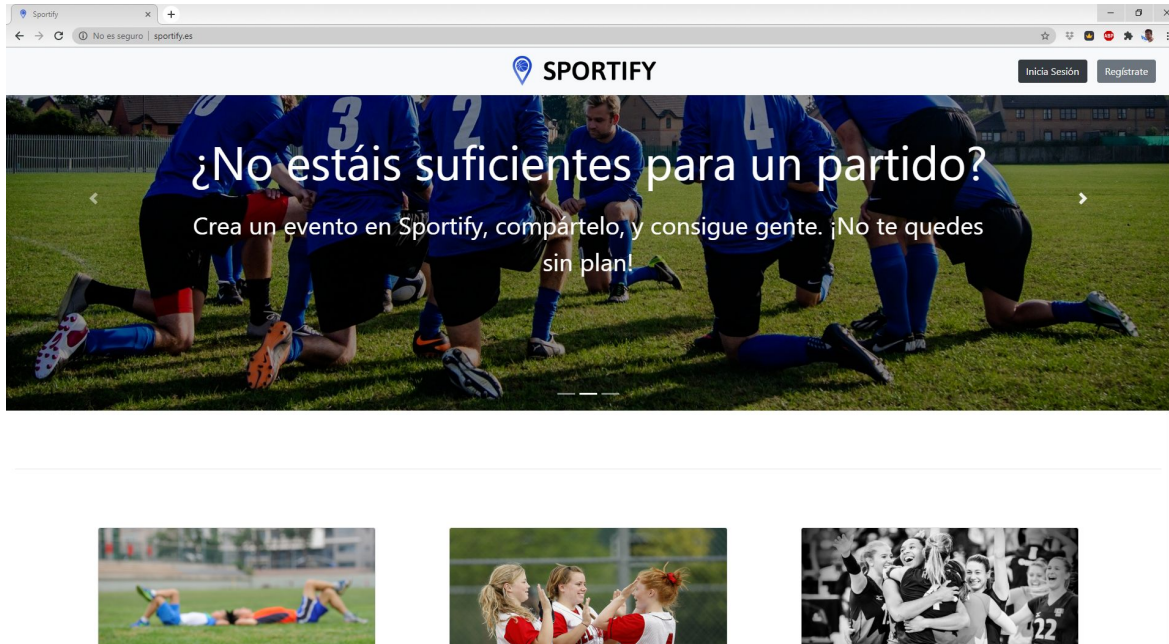 Sportify
No es seguro | sportify.es
ABP
SPORTIFY
Inicia Sesión
Regístrate
3
2
4
¿No estáis suficientes para un partido?
Crea un evento en Sportify, compártelo, y consigue gente. ¡No te quedes
sin plan!
22